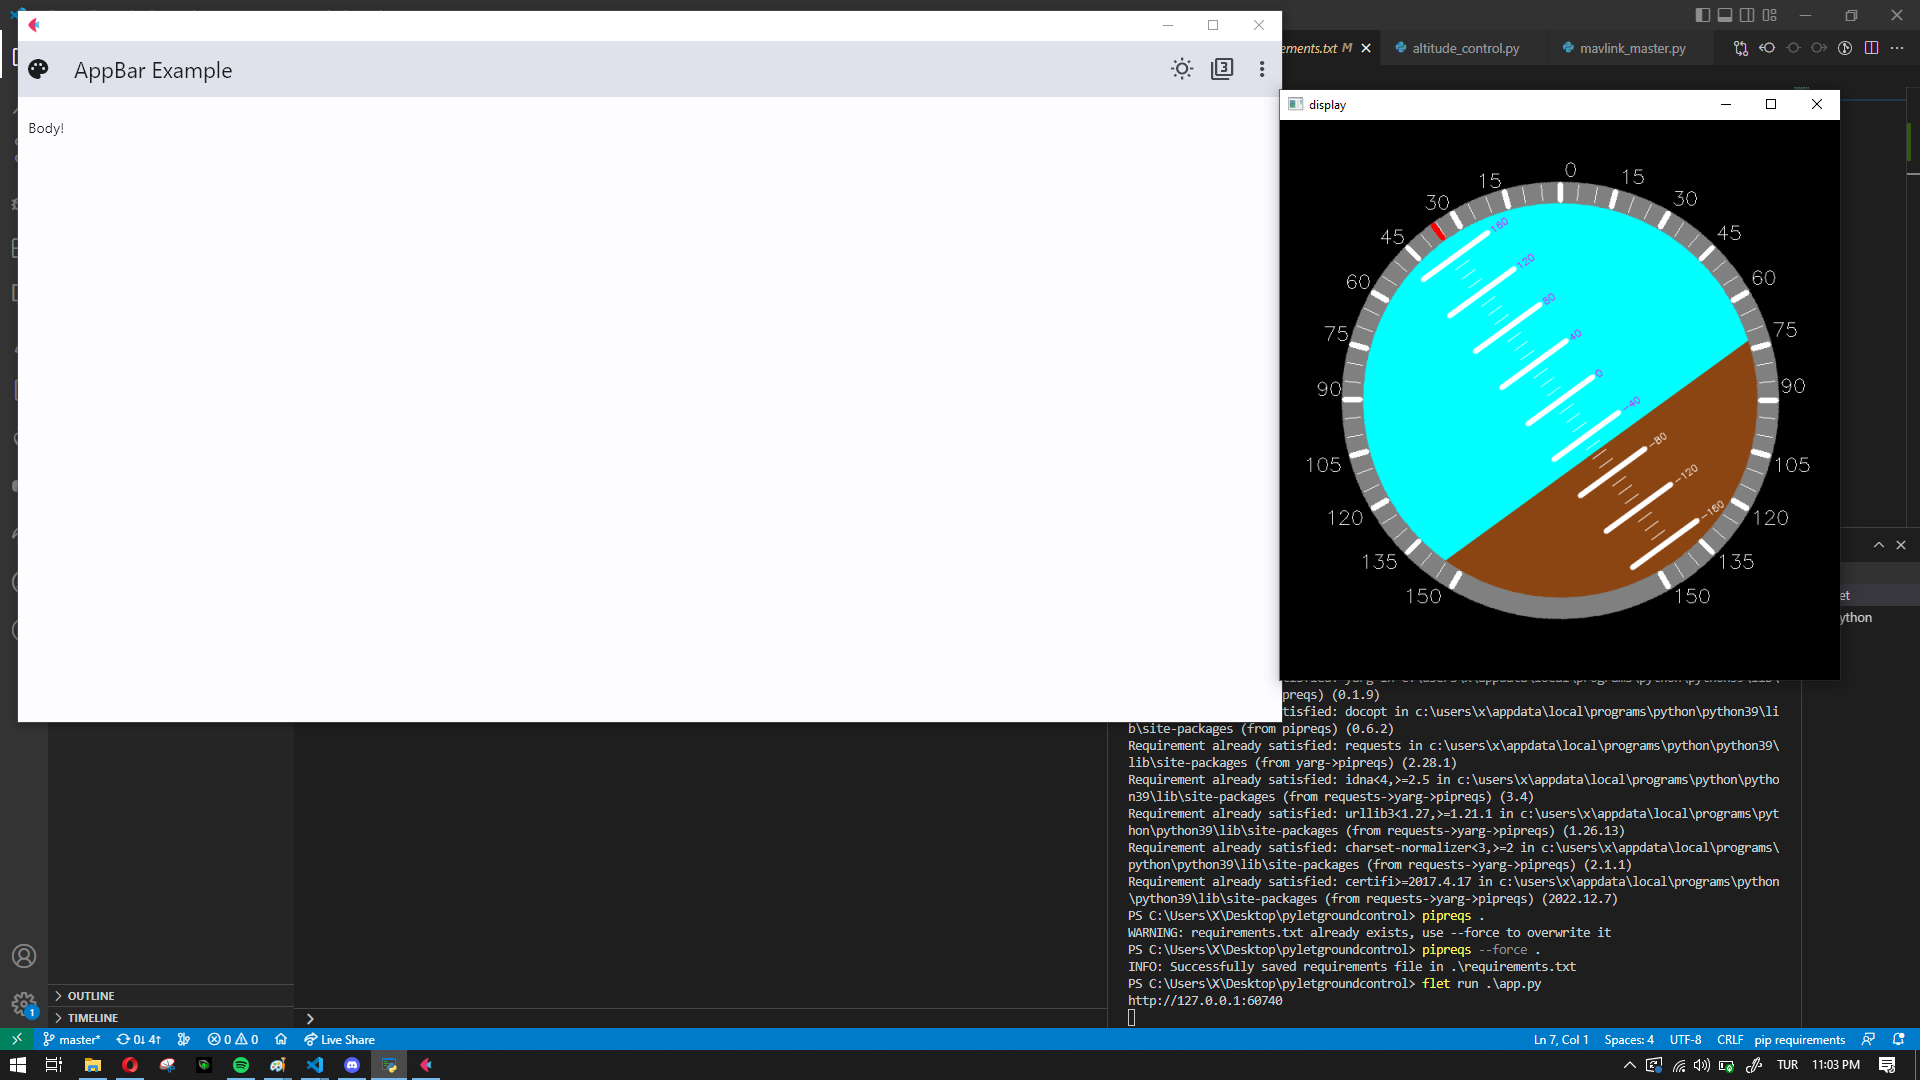 AppBar Example
3
Body!
ements.txt M
altitude_control.py
mavlink_master.py
display
0
15
15
30
30
45
45
60
60
75
75
90
90
105
105
120
120
135
135
150
150
160
120
80
40
0
-40
-80
-120
-160
et
ython
preqs) (0.1.9)
tisfied: docopt in c:\users\x\appdata\local\programs\python\python39\li
b\site-packages (from pipreqs) (0.6.2)
Requirement already satisfied: requests in c:\users\x\appdata\local\programs\python\python39\
lib\site-packages (from yarg->pipreqs) (2.28.1)
Requirement already satisfied: idna<4,>=2.5 in c:\users\x\appdata\local\programs\python\pytho
n39\lib\site-packages (from requests->yarg->pipreqs) (3.4)
Requirement already satisfied: urllib3<1.27,>=1.21.1 in c:\users\x\appdata\local\programs\pyt
hon\python39\lib\site-packages (from requests->yarg->pipreqs) (1.26.13)
Requirement already satisfied: charset-normalizer<3,>=2 in c:\users\x\appdata\local\programs\
python\python39\lib\site-packages (from requests->yarg->pipreqs) (2.1.1)
Requirement already satisfied: certifi>=2017.4.17 in c:\users\x\appdata\local\programs\python
\python39\lib\site-packages (from requests->yarg->pipreqs) (2022.12.7)
PS C:\Users\X\Desktop\pyletgroundcontrol> pipreqs .
WARNING: requirements.txt already exists, use --force to overwrite it
PS C:\Users\X\Desktop\pyletgroundcontrol> pipreqs --force .
INFO: Successfully saved requirements file in .\requirements.txt
PS C:\Users\X\Desktop\pyletgroundcontrol> flet run .\app.py
http://127.0.0.1:60740
OUTLINE
TIMELINE
1
master*
0↓ 4↑
0 0
Live Share
Ln 7, Col 1
Spaces: 4
UTF-8
CRLF
pip requirements
TUR
11:03 PM